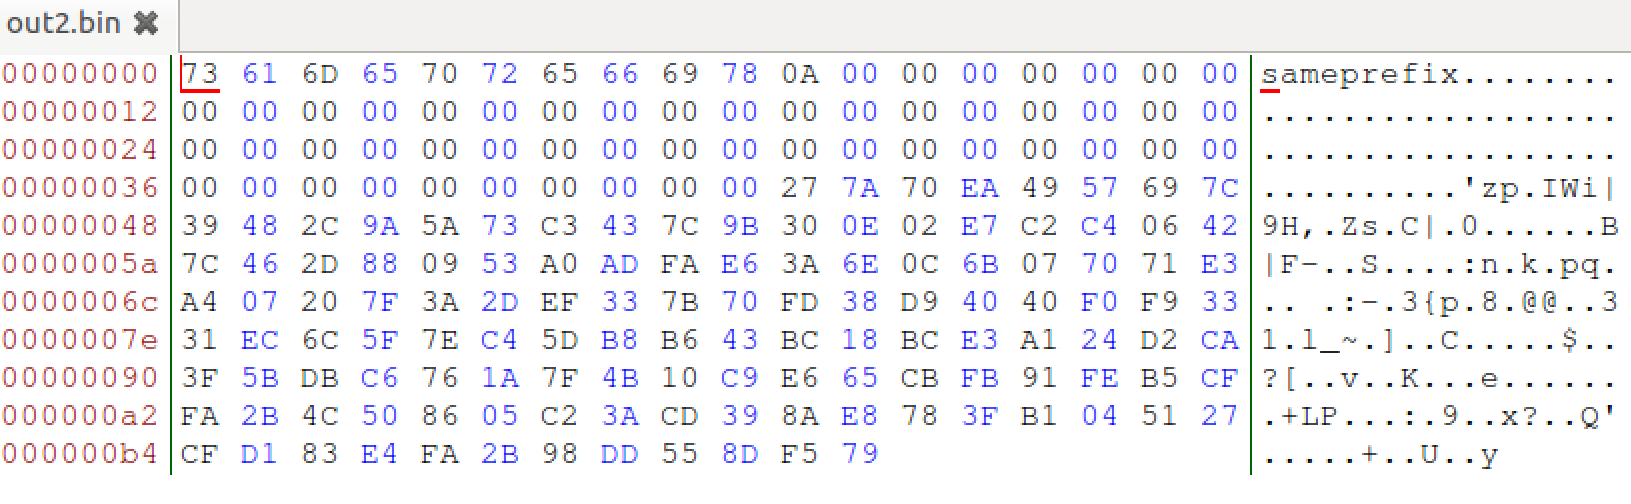 out2.bin ✖
00000000 73 61 6D 65 70 72 65 66 69 78 0A 00 00 00 00 00 00 00 sameprefix........
00000012 00 00 00 00 00 00 00 00 00 00 00 00 00 00 00 00 00 00 ..................
00000024 00 00 00 00 00 00 00 00 00 00 00 00 00 00 00 00 00 00 ..................
00000036 00 00 00 00 00 00 00 00 00 00 27 7A 70 EA 49 57 69 7C ..........'zp.IWi|
00000048 39 48 2C 9A 5A 73 C3 43 7C 9B 30 0E 02 E7 C2 C4 06 42 9H,.Zs.C|.0......B
0000005a 7C 46 2D 88 09 53 A0 AD FA E6 3A 6E 0C 6B 07 70 71 E3 |F-..S....:n.k.pq.
0000006c A4 07 20 7F 3A 2D EF 33 7B 70 FD 38 D9 40 40 F0 F9 33 .. .:-.3{p.8.@@..3
0000007e 31 EC 6C 5F 7E C4 5D B8 B6 43 BC 18 BC E3 A1 24 D2 CA 1.l_~.]..C.....$..
00000090 3F 5B DB C6 76 1A 7F 4B 10 C9 E6 65 CB FB 91 FE B5 CF ?[..v..K...e......
000000a2 FA 2B 4C 50 86 05 C2 3A CD 39 8A E8 78 3F B1 04 51 27 .+LP...:.9..x?..Q'
000000b4 CF D1 83 E4 FA 2B 98 DD 55 8D F5 79 .....+..U..y